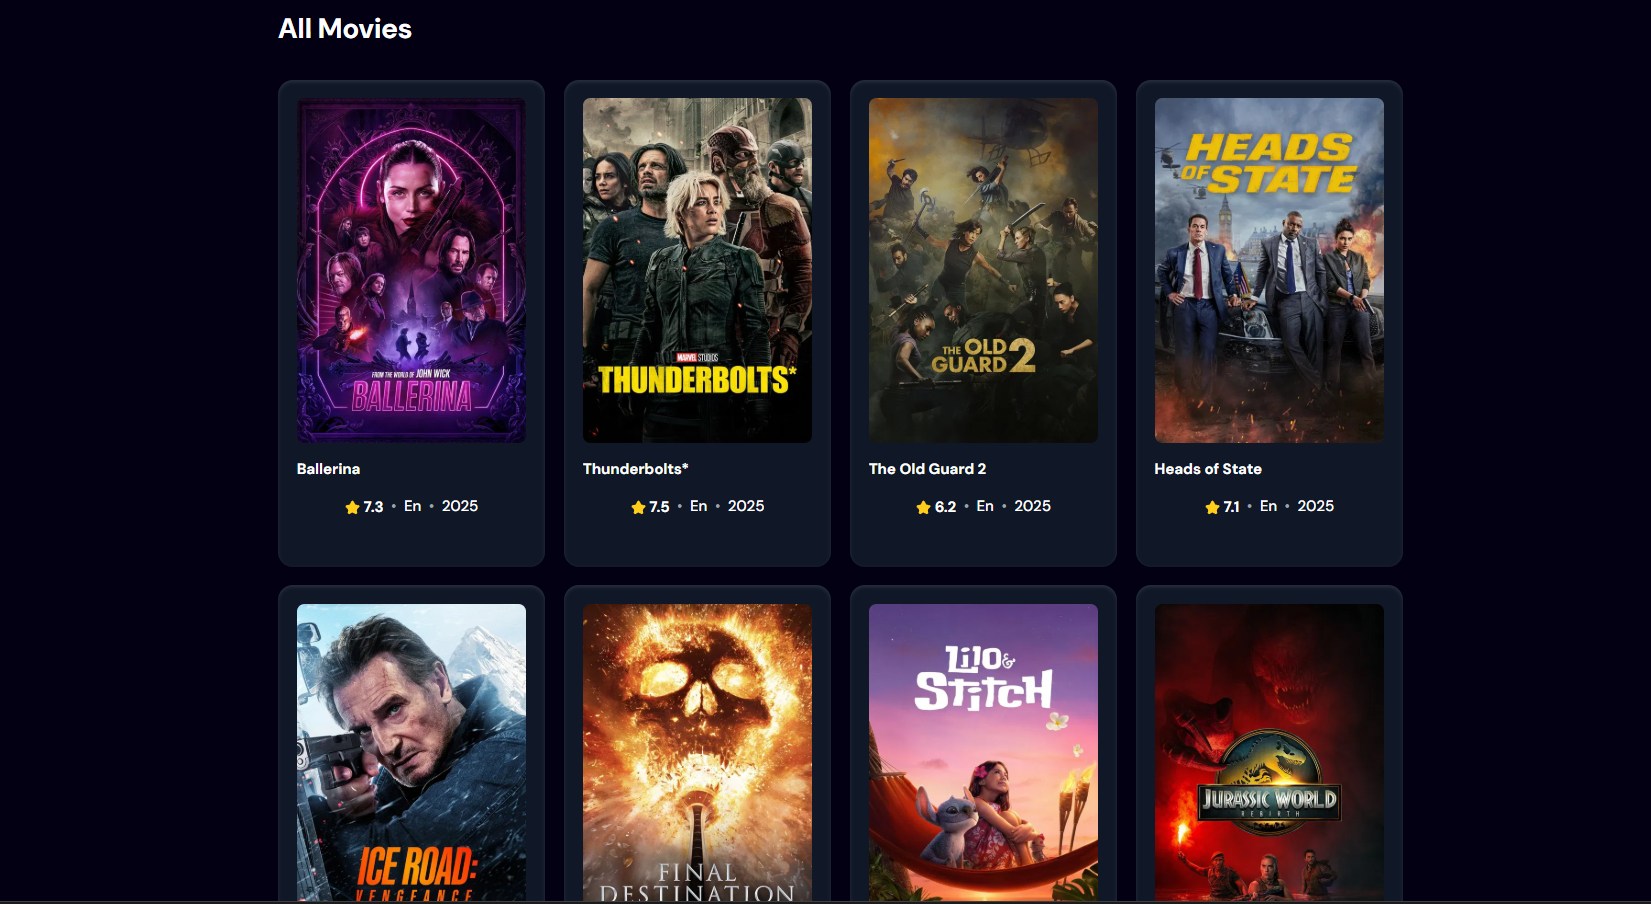 All Movies
FROM THE WORLD OF JOHN WICK
BALLERINA
MARVEL STUDIOS
THUNDERBOLTS*
THE OLD
GUARD 2
HEADS
OF STATE
Ballerina
Thunderbolts*
The Old Guard 2
Heads of State
7.3 • En • 2025
7.5 • En • 2025
6.2 • En • 2025
7.1 • En • 2025
ICE ROAD:
VENGEANCE
FINAL
DESTINATION
Lilo &
Stitch
JURASSIC WORLD
REBIRTH